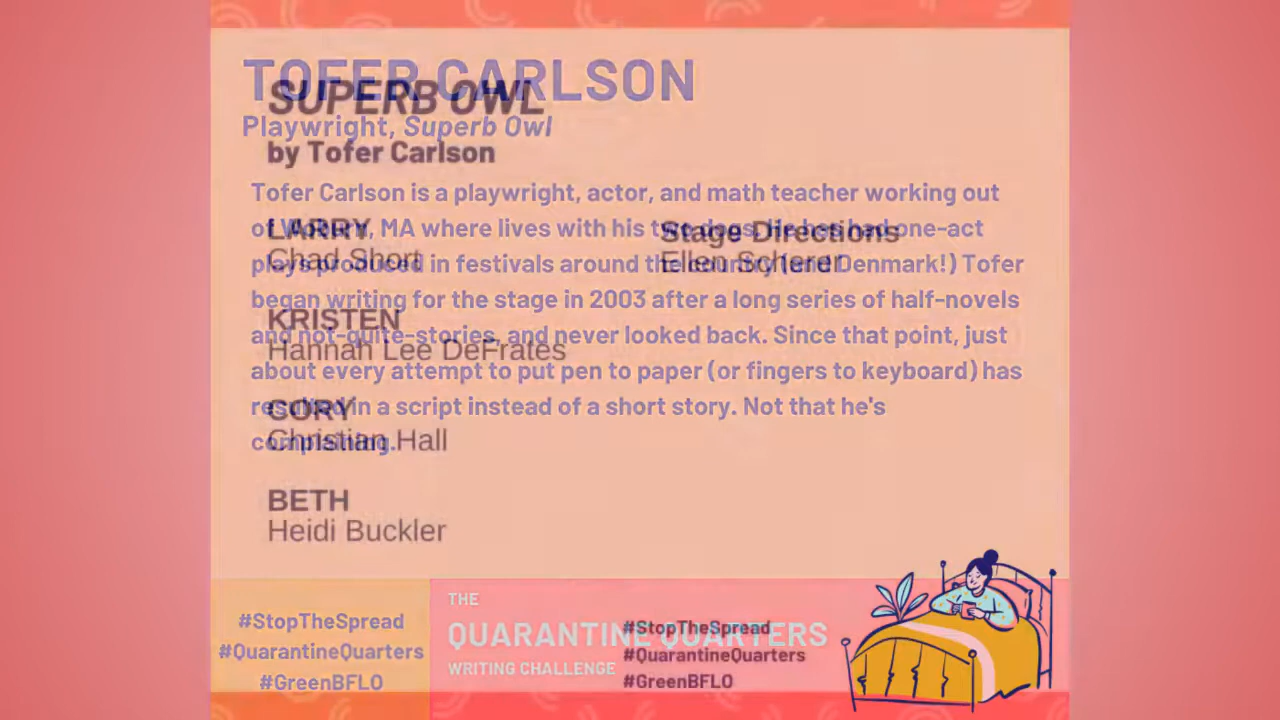 TOFER CARLSON
Playwright, Superb Owl
Tofer Carlson is a playwright, actor, and math teacher working out
of Woburn, MA where lives with his two dogs. He has had one-act
plays produced in festivals around the country (and Denmark!) Tofer
began writing for the stage in 2003 after a long series of half-novels
and not-quite-stories, and never looked back. Since that point, just
about every attempt to put pen to paper (or fingers to keyboard) has
resulted in a script instead of a short story. Not that he's
complaining.
SUPERB OWL
by Tofer Carlson
LARRY
Chad Short
KRISTEN
Hannah Lee DeFrates
CORY
Christian Hall
BETH
Heidi Buckler
Stage Directions
Ellen Scherer
#StopTheSpread
#QuarantineQuarters
#GreenBFLO
THE
QUARANTINE QUARTERS
WRITING CHALLENGE
#StopTheSpread
#QuarantineQuarters
#GreenBFLO